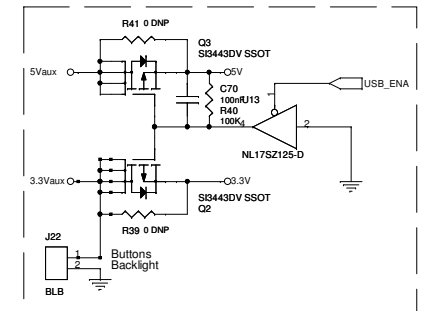 R41 0 DNP
Q3
SI3443DV SSOT
5Vaux
5V
USB_ENA
C70
100nF
U13
R40
100K
4
2
NL17SZ125-D
3.3Vaux
3.3V
SI3443DV SSOT
Q2
R39 0 DNP
J22
1
2
Buttons
Backlight
BLB